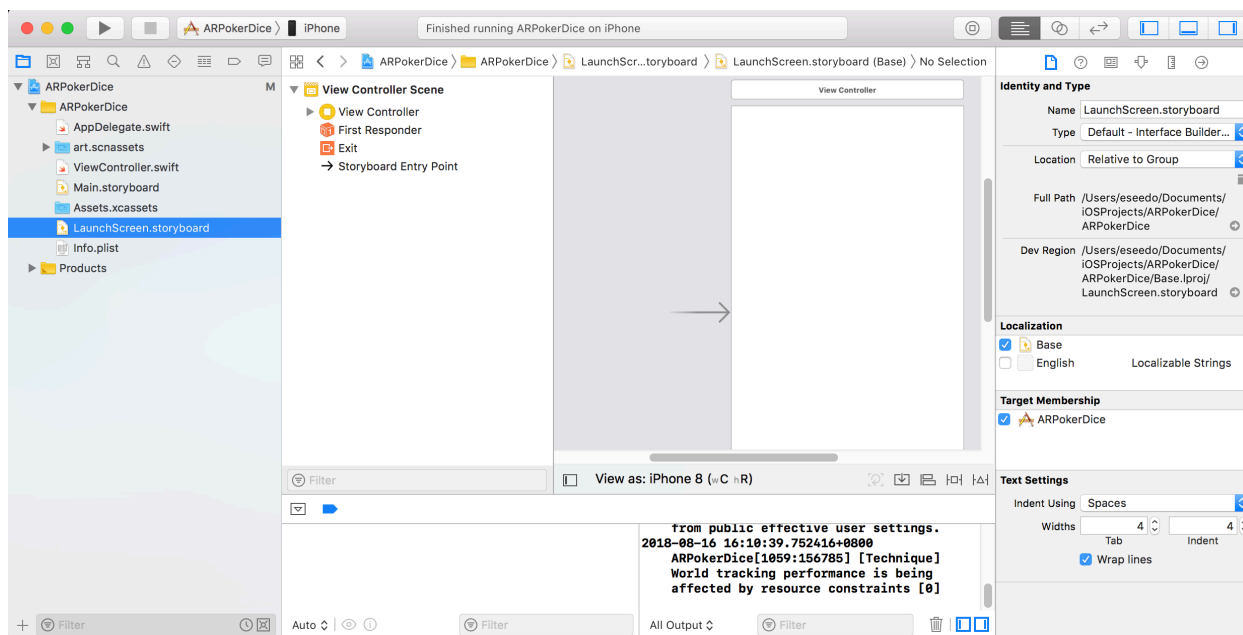 ARPokerDice
iPhone
Finished running ARPokerDice on iPhone
ARPokerDice
ARPokerDice
LaunchScr...toryboard
LaunchScreen.storyboard (Base)
No Selection
ARPokerDice
M
ARPokerDice
AppDelegate.swift
art.scnassets
ViewController.swift
Main.storyboard
Assets.xcassets
LaunchScreen.storyboard
Info.plist
Products
Filter
View Controller Scene
View Controller
First Responder
Exit
Storyboard Entry Point
Filter
View Controller
View as: iPhone 8 (wC hR)
from public effective user settings.
2018-08-16 16:10:39.752416+0800
ARPokerDice[1059:156785] [Technique]
World tracking performance is being
affected by resource constraints [0]
Auto
Filter
All Output
Filter
Identity and Type
Name LaunchScreen.storyboard
Type Default - Interface Builder...
Location Relative to Group
Full Path /Users/eseedo/Documents/
iOSProjects/ARPokerDice/
ARPokerDice
Dev Region /Users/eseedo/Documents/
iOSProjects/ARPokerDice/
ARPokerDice/Base.lproj/
LaunchScreen.storyboard
Localization
Base
English Localizable Strings
Target Membership
ARPokerDice
Text Settings
Indent Using Spaces
Widths 4 4
Tab Indent
Wrap lines